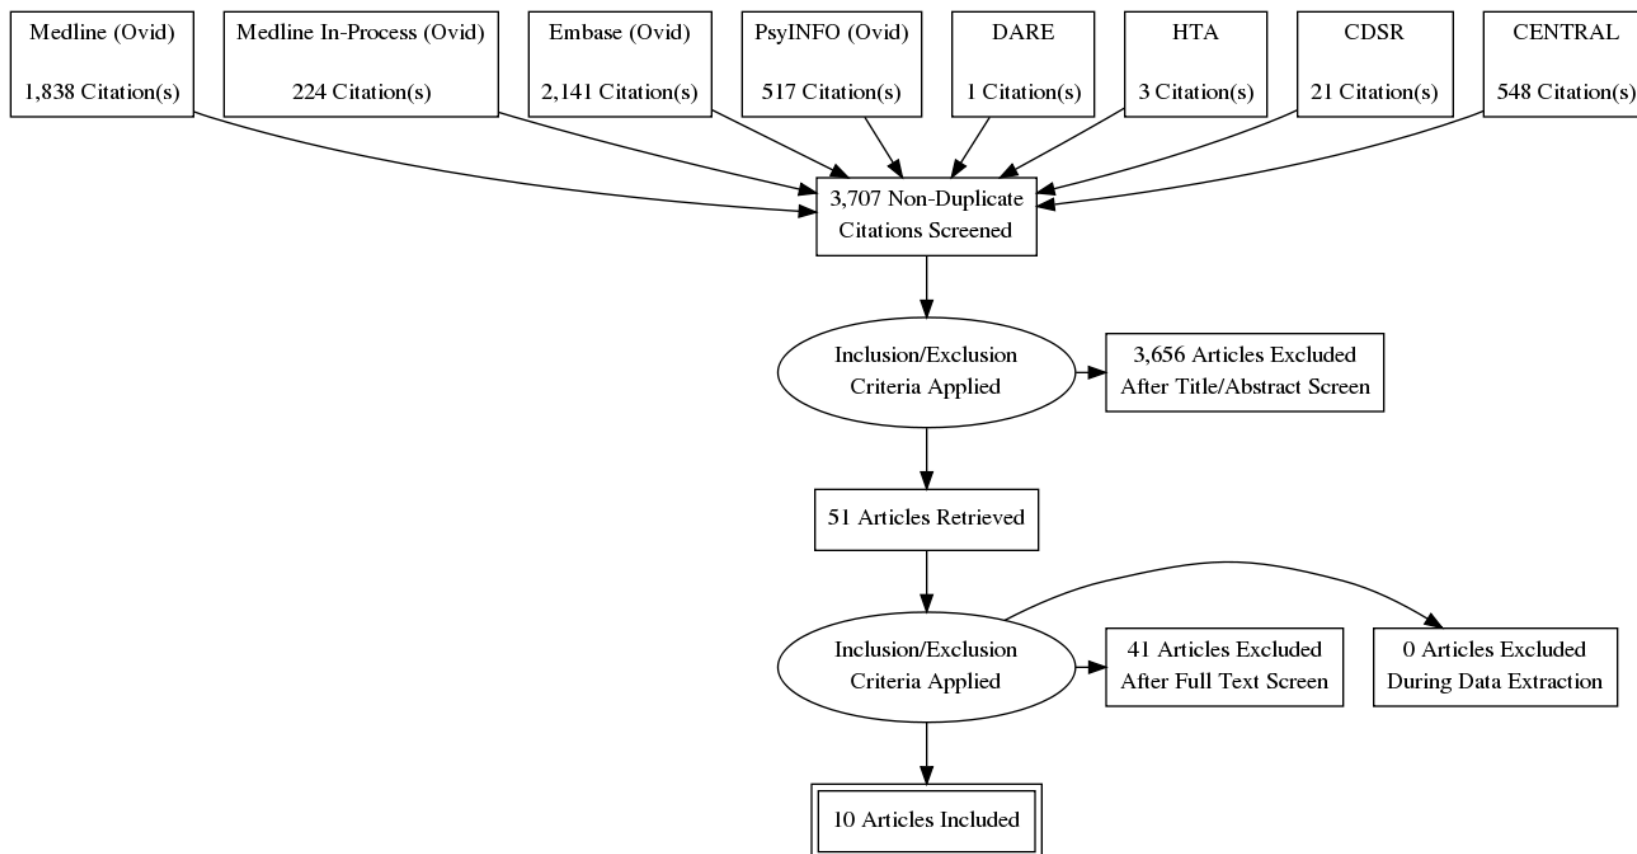 Medline (Ovid)
1,838 Citation(s)
Medline In-Process (Ovid)
224 Citation(s)
Embase (Ovid)
2,141 Citation(s)
PsyINFO (Ovid)
517 Citation(s)
DARE
1 Citation(s)
HTA
3 Citation(s)
CDSR
21 Citation(s)
CENTRAL
548 Citation(s)
3,707 Non-Duplicate
Citations Screened
Inclusion/Exclusion
Criteria Applied
3,656 Articles Excluded
After Title/Abstract Screen
51 Articles Retrieved
Inclusion/Exclusion
Criteria Applied
41 Articles Excluded
After Full Text Screen
0 Articles Excluded
During Data Extraction
10 Articles Included